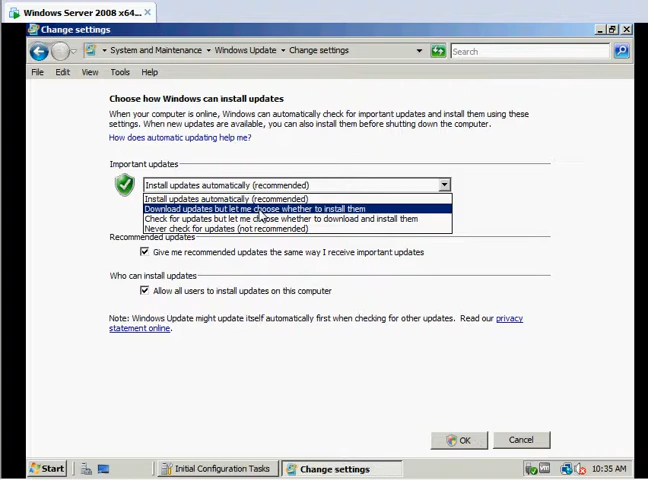 Windows Server 2008 x64...
Change settings
System and Maintenance
Windows Update
Change settings
Search
File Edit View Tools Help
Choose how Windows can install updates
When your computer is online, Windows can automatically check for important updates and install them using these
settings. When new updates are available, you can also install them before shutting down the computer.
How does automatic updating help me?
Important updates
Install updates automatically (recommended)
Install updates automatically (recommended)
Download updates but let me choose whether to install them
Check for updates but let me choose whether to download and install them
Never check for updates (not recommended)
Recommended updates
Give me recommended updates the same way I receive important updates
Who can install updates
Allow all users to install updates on this computer
Note: Windows Update might update itself automatically first when checking for other updates. Read our privacy
statement online.
OK Cancel
Start Initial Configuration Tasks Change settings 10:35 AM